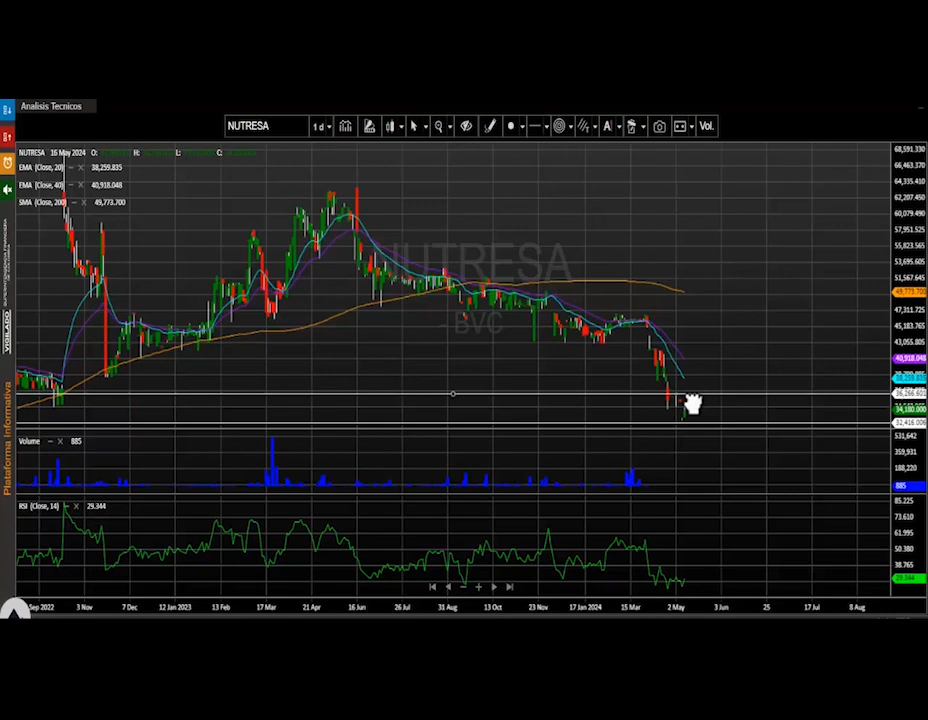 Analisis Tecnicos
NUTRESA 1 d Vol.
NUTRESA 16 May 2024 O: H: L: C:
EMA (Close, 20) 38,259.835
EMA (Close, 40) 40,918.048
SMA (Close, 200) 49,773.700
NUTRESA
BVC
68,591.330
66,463.370
64,335.410
62,207.450
60,079.490
57,951.525
55,823.565
53,695.605
51,567.645
49,773.700
47,311.725
45,183.765
43,055.805
40,918.048
36,266.601
34,180.000
32,416.006
Volume 885
531,642
359,931
188,220
885
RSI (Close, 14) 29.344
85.225
73.610
61.995
50.380
38.765
29.344
Sep 2022 3 Nov 7 Dec 12 Jan 2023 13 Feb 17 Mar 21 Apr 16 Jun 26 Jul 31 Aug 13 Oct 23 Nov 17 Jan 2024 15 Mar 2 May 3 Jun 25 17 Jul 8 Aug
VIGILADO
Plataforma Informativa